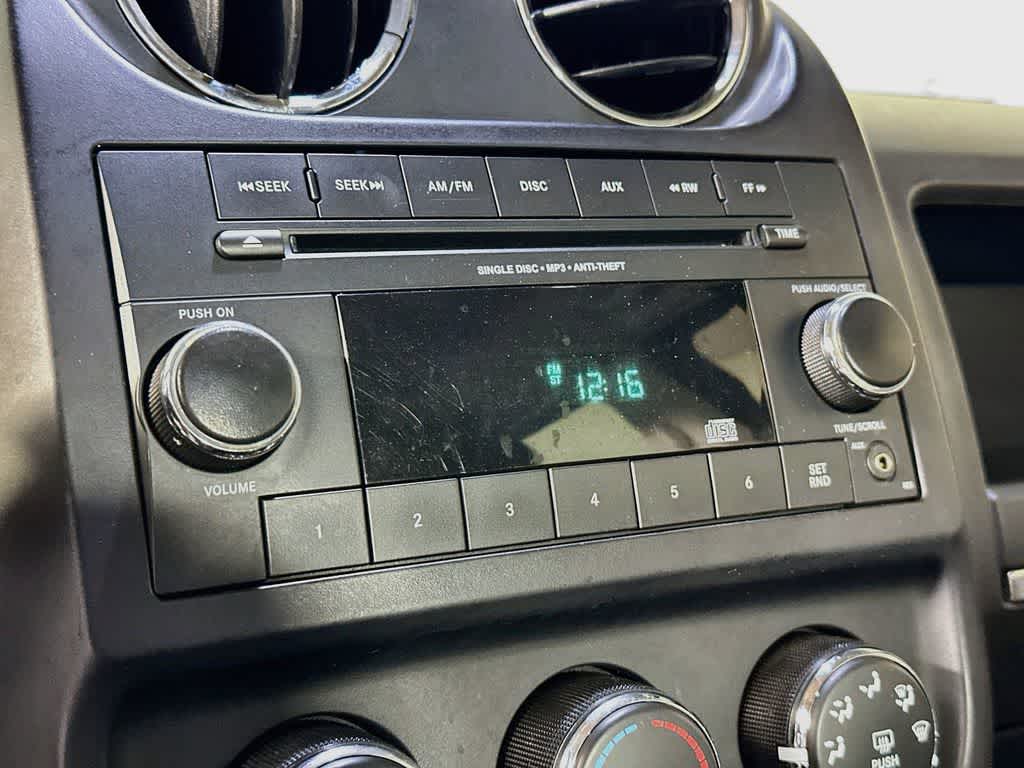 ⏮SEEK SEEK⏭ AM/FM DISC AUX ◀◀RW FF▶▶
TIME
SINGLE DISC • MP3 • ANTI-THEFT
PUSH ON
PUSH AUDIO/SELECT
FM
ST
12:16
disc
VOLUME
TUNE/SCROLL
AUX
1 2 3 4 5 6
SET
RND
PUSH